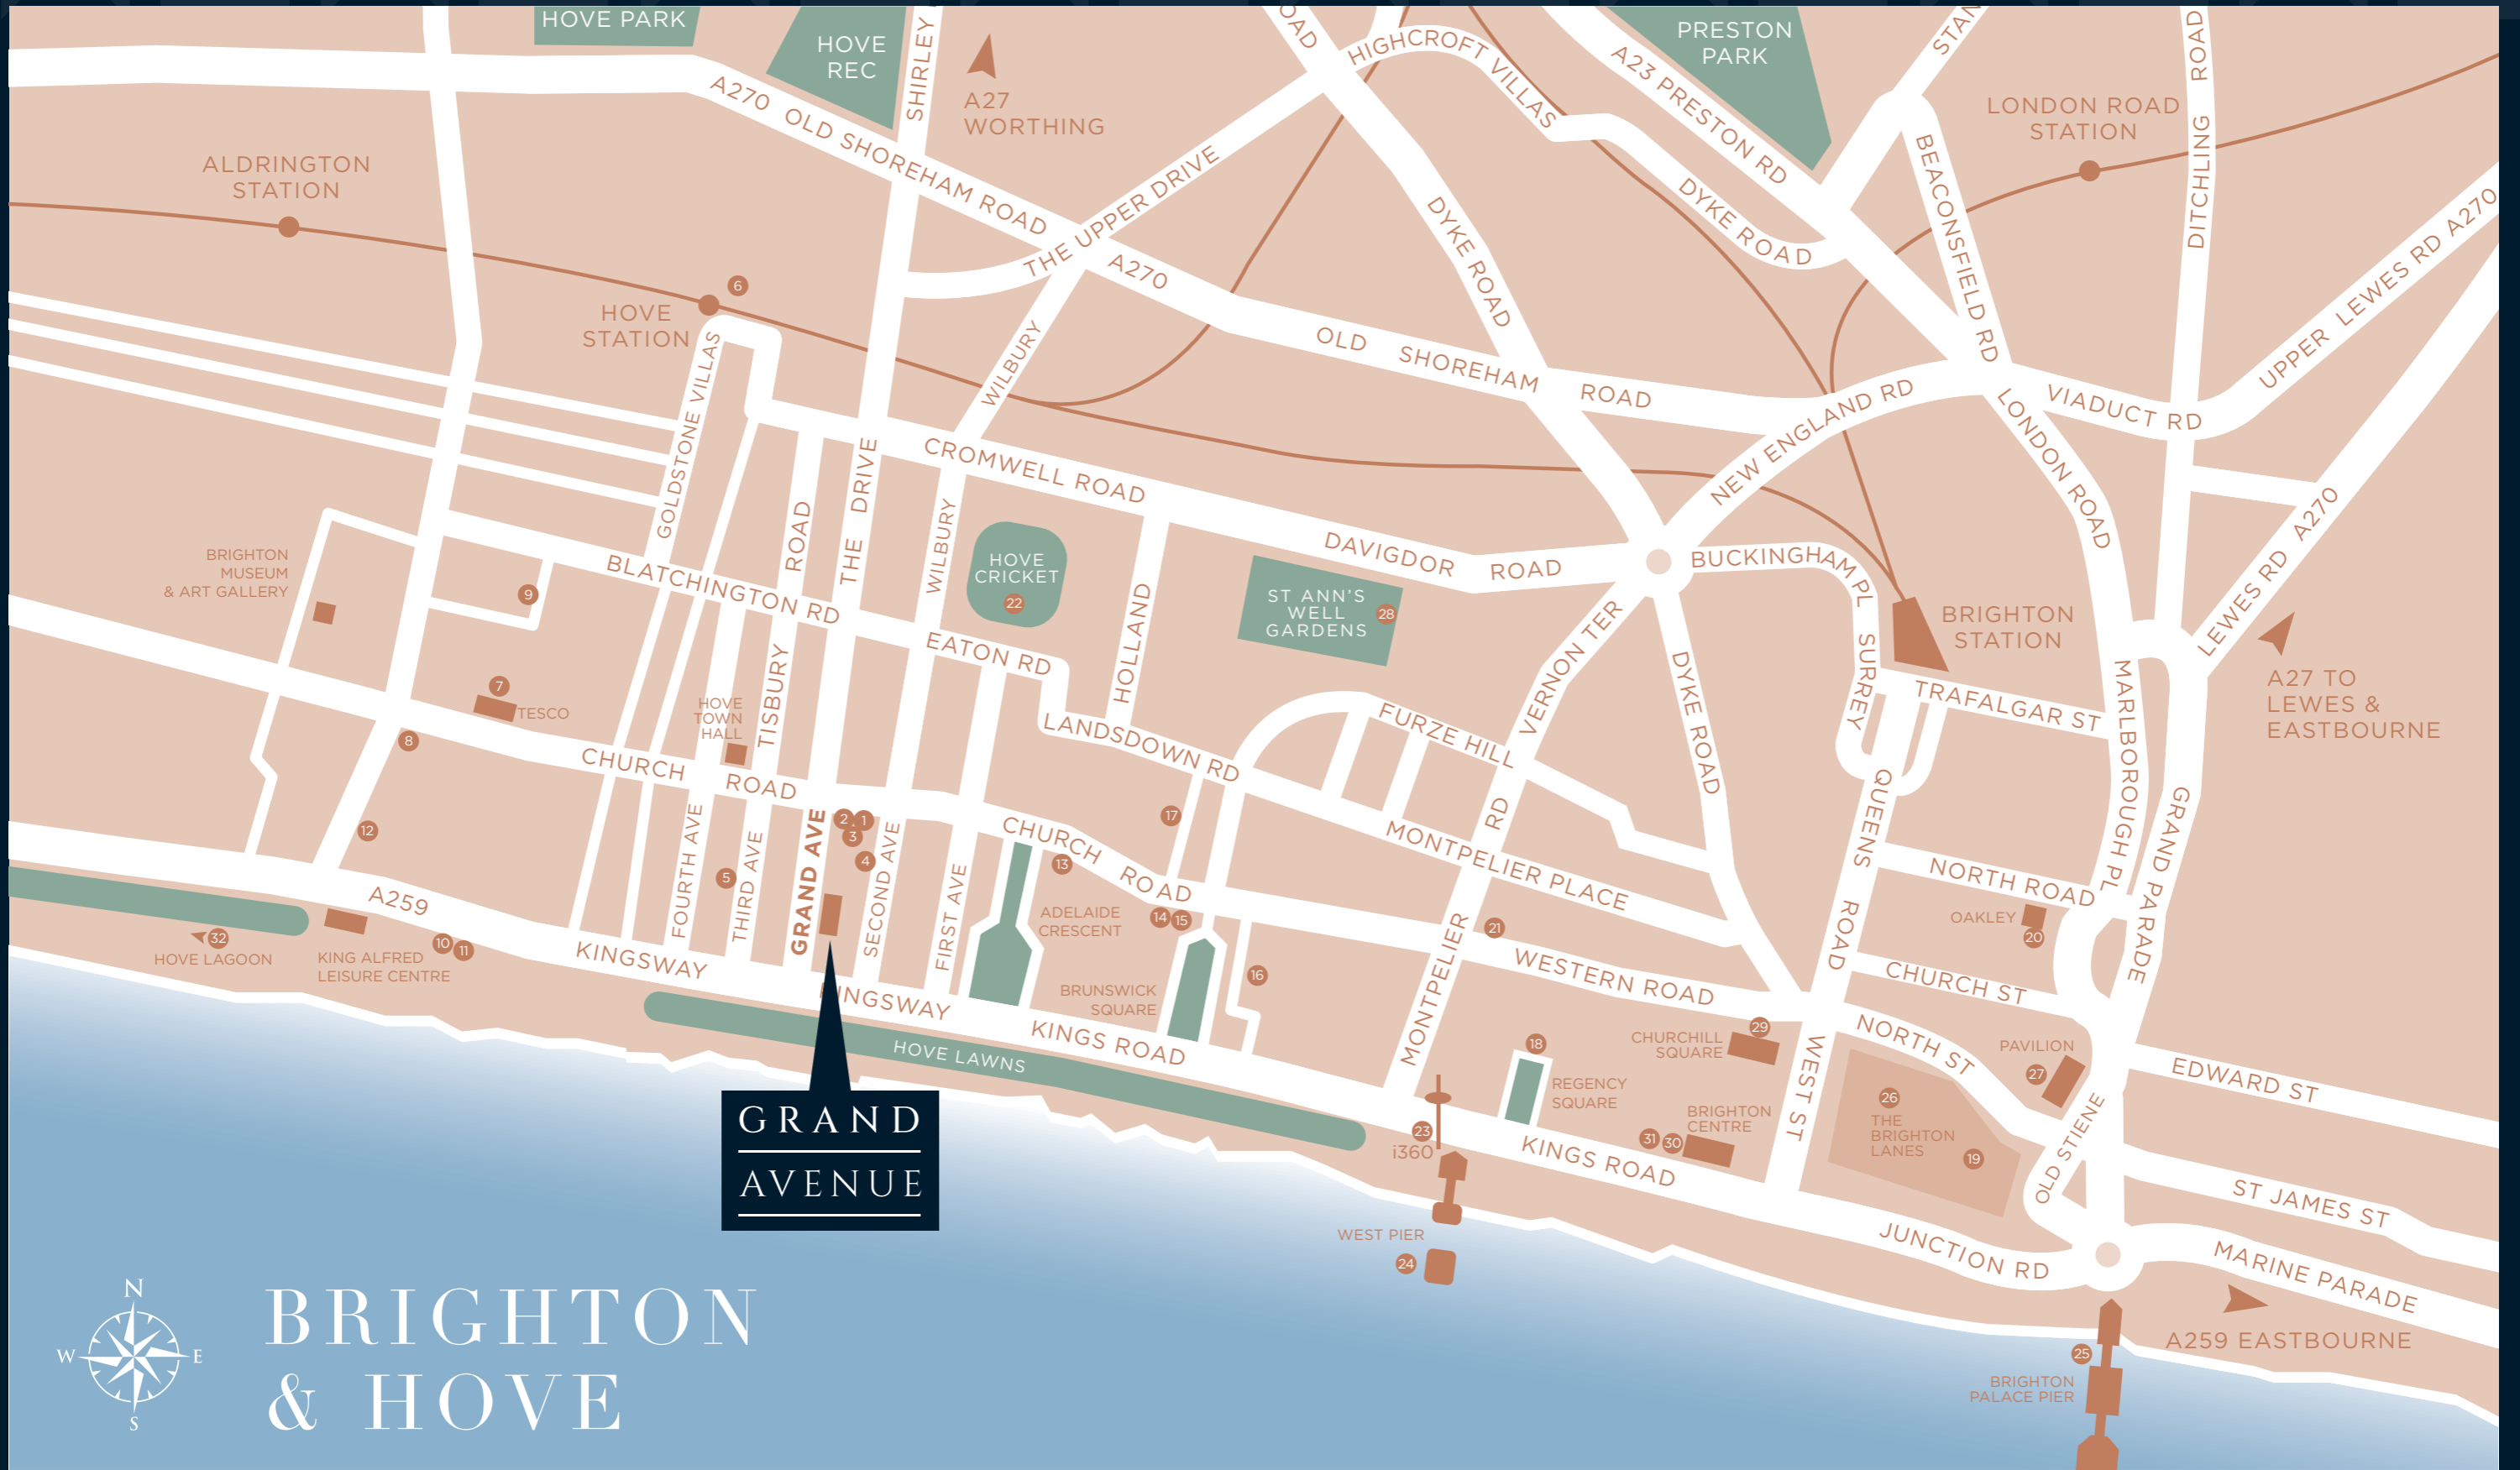 HOVE PARK
HOVE
REC
SHIRLEY
A27
WORTHING
OAD
HIGHCROFT VILLAS
A23 PRESTON RD
PRESTON
PARK
STAN
DITCHLING ROAD
LONDON ROAD
STATION
A270 OLD SHOREHAM ROAD
A270
THE UPPER DRIVE
DYKE ROAD
DYKE ROAD
BEACONSFIELD RD
UPPER LEWES RD A270
ALDRINGTON
STATION
6
HOVE
STATION
GOLDSTONE VILLAS
WILBURY
OLD SHOREHAM ROAD
NEW ENGLAND RD
VIADUCT RD
LONDON ROAD
CROMWELL ROAD
THE DRIVE
TISBURY ROAD
WILBURY
HOVE
CRICKET
22
HOLLAND
ST ANN'S
WELL
GARDENS
28
DAVIGDOR ROAD
BUCKINGHAM PL
SURREY
BRIGHTON
STATION
LEWES RD A270
A27 TO
LEWES &
EASTBOURNE
BRIGHTON
MUSEUM
& ART GALLERY
9
BLATCHINGTON RD
EATON RD
7
TESCO
8
HOVE
TOWN
HALL
LANDSDOWN RD
FURZE HILL
VERNON TER
DYKE ROAD
TRAFALGAR ST
MARLBOROUGH PL
GRAND PARADE
QUEENS ROAD
CHURCH ROAD
12
FOURTH AVE
5
THIRD AVE
GRAND AVE
2
1
3
4
SECOND AVE
FIRST AVE
CHURCH ROAD
13
17
14
15
ADELAIDE
CRESCENT
MONTPELIER PLACE
MONTPELIER RD
NORTH ROAD
OAKLEY
20
A259
32
HOVE LAGOON
KING ALFRED
LEISURE CENTRE
10
11
KINGSWAY
INGSWAY
KINGS ROAD
HOVE LAWNS
BRUNSWICK
SQUARE
16
21
WESTERN ROAD
CHURCH ST
CHURCHILL
SQUARE
29
18
REGENCY
SQUARE
WEST ST
NORTH ST
PAVILION
27
EDWARD ST
26
THE
BRIGHTON
LANES
19
OLD STIENE
BRIGHTON
CENTRE
31
30
23
i360
KINGS ROAD
WEST PIER
24
JUNCTION RD
ST JAMES ST
MARINE PARADE
A259 EASTBOURNE
25
BRIGHTON
PALACE PIER
GRAND
AVENUE
N
W
E
S
BRIGHTON
& HOVE